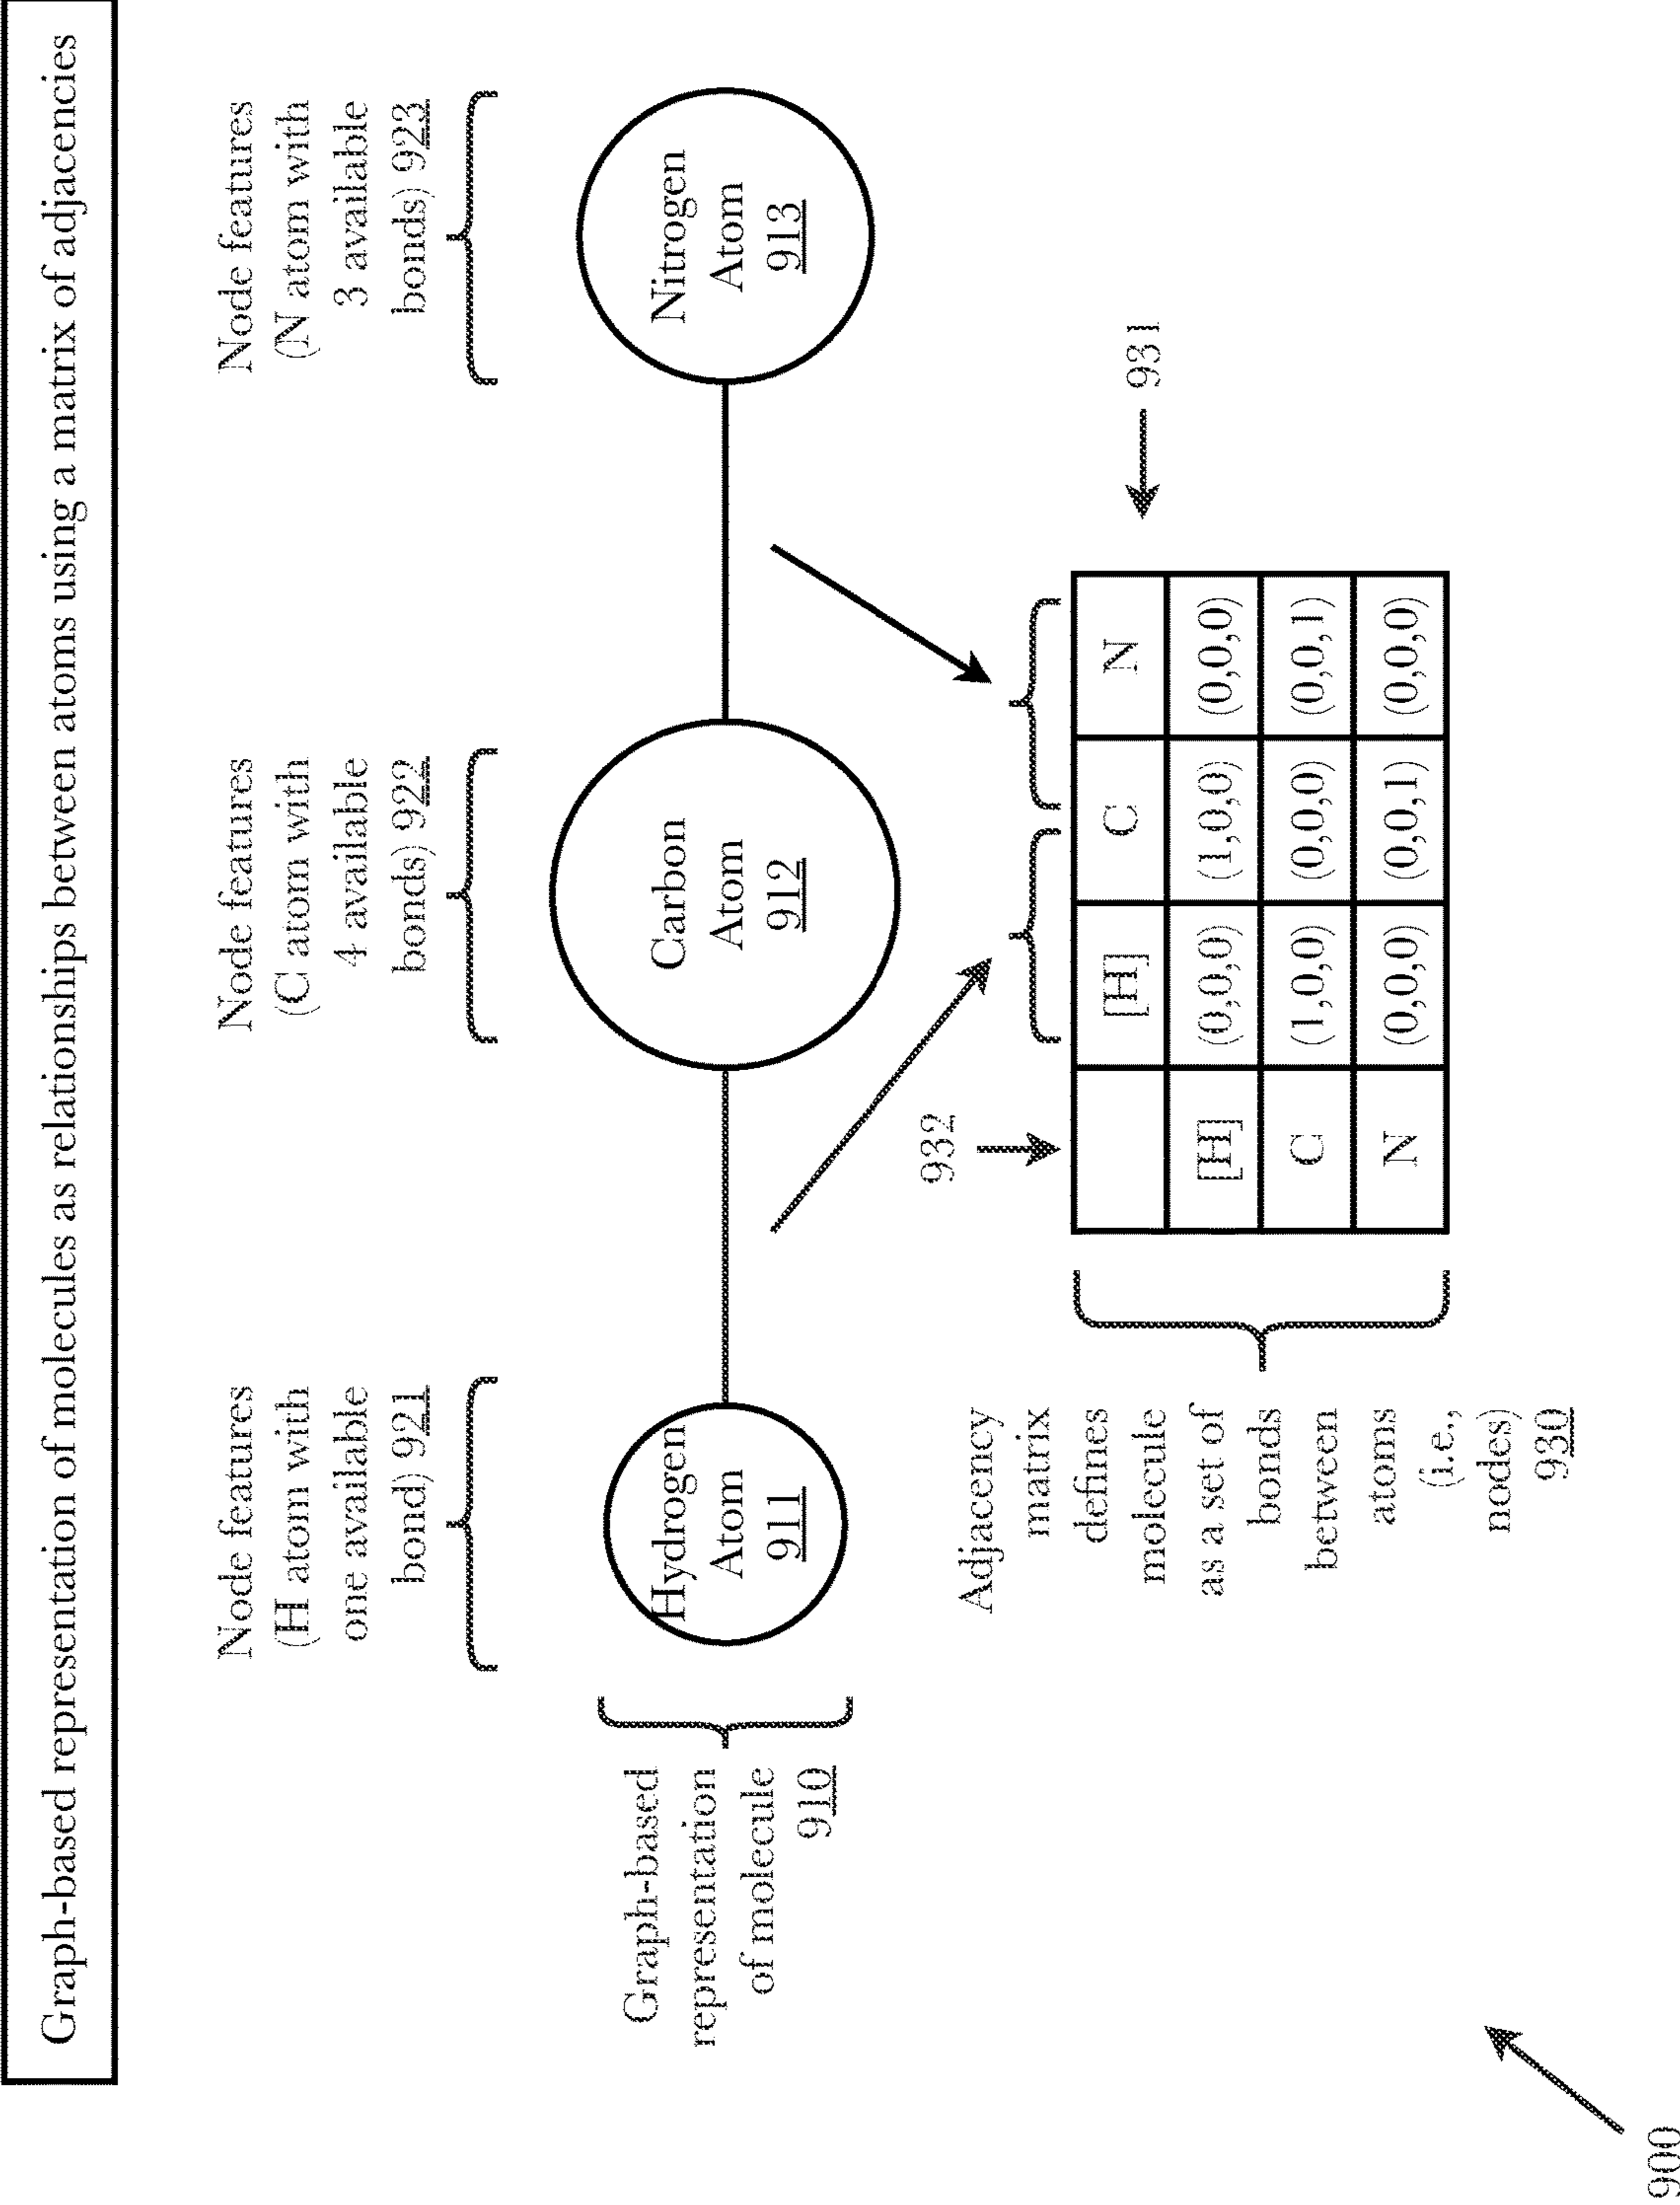 Graph-based representation of molecules as relationships between atoms using a matrix of adjacencies
Node features
(H atom with
one available
bond) 921
Node features
(C atom with
4 available
bonds) 922
Node features
(N atom with
3 available
bonds) 923
Graph-based
representation
of molecule
910
Hydrogen
Atom
911
Carbon
Atom
912
Nitrogen
Atom
913
932
931
Adjacency
matrix
defines
molecule
as a set of
bonds
between
atoms
(i.e.,
nodes)
930
[H] C N
[H] (0,0,0) (1,0,0) (0,0,0)
C (1,0,0) (0,0,0) (0,0,1)
N (0,0,0) (0,0,1) (0,0,0)
900